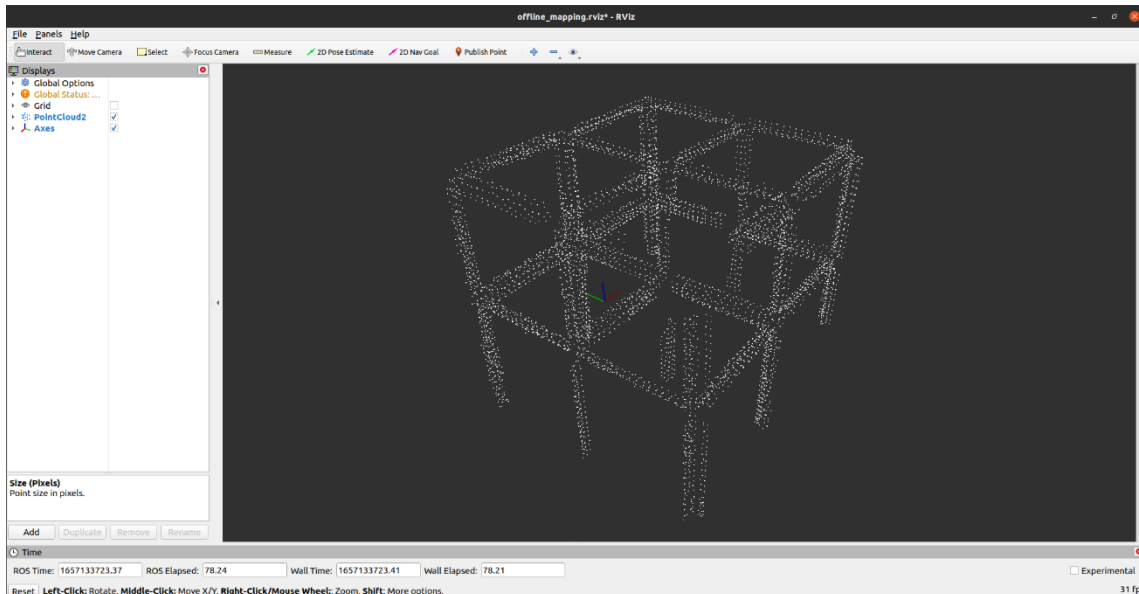 offline_mapping.rviz* - RViz
File Panels Help
Interact Move Camera Select Focus Camera Measure 2D Pose Estimate 2D Nav Goal Publish Point
Displays
Global Options
Global Status: ...
Grid
PointCloud2
Axes
Size (Pixels)
Point size in pixels.
Add Duplicate Remove Rename
Time
ROS Time: 1657133723.37 ROS Elapsed: 78.24 Wall Time: 1657133723.41 Wall Elapsed: 78.21 Experimental
Reset Left-Click: Rotate. Middle-Click: Move X/Y. Right-Click/Mouse Wheel:: Zoom. Shift: More options. 31 fp